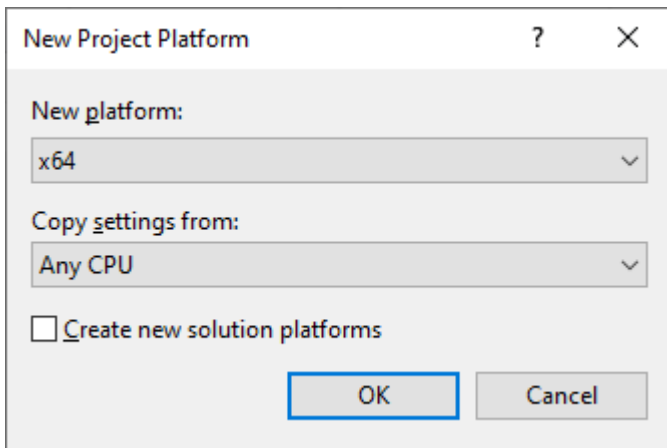 New Project Platform ?
New platform:
x64
Copy settings from:
Any CPU
Create new solution platforms
OK Cancel